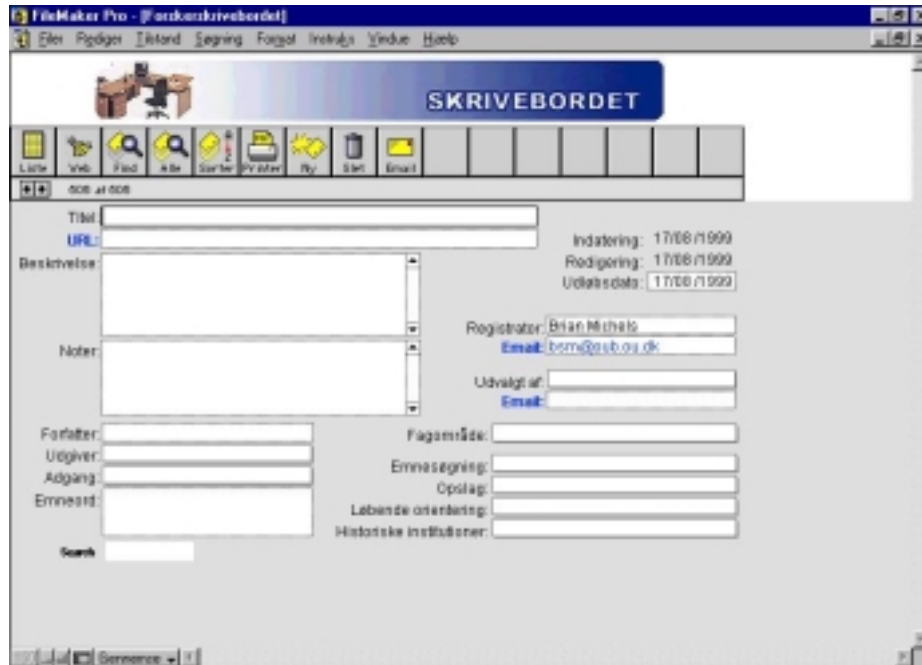 FileMaker Pro - [Forskerskrivebordet]
Filer Rediger Tilstand Søgning Format Instruks Vindue Hjælp
SKRIVEBORDET
Liste Web Find Alle Sorter Printer Ny Slet Email
608 af 608
Titel:
URL:
Indatering: 17/08/1999
Beskrivelse:
Redigering: 17/08/1999
Udløbsdato: 17/08/1999
Registrator: Brian Michels
Noter:
Email: bsm@oub.ou.dk
Udvalgt af:
Email:
Forfatter:
Fagområde:
Udgiver:
Adgang:
Emnesøgning:
Opslag:
Emneord:
Løbende orientering:
Historiske institutioner:
Search
Gennemse